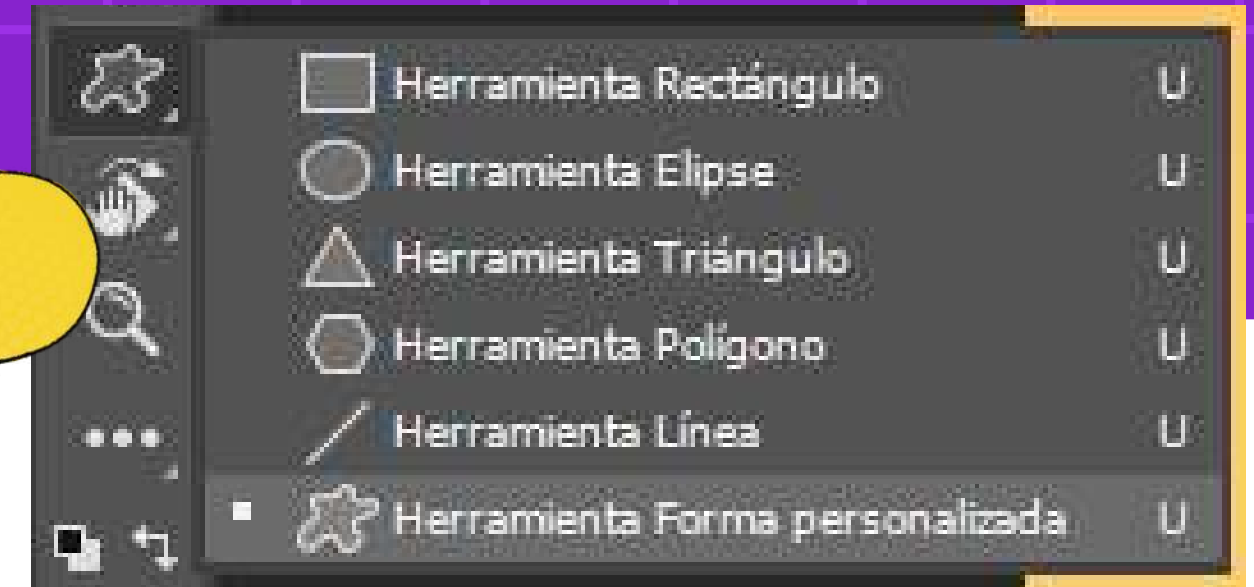 Herramienta Rectángulo U
Herramienta Elipse U
Herramienta Triángulo U
Herramienta Polígono U
Herramienta Línea U
Herramienta Forma personalizada U